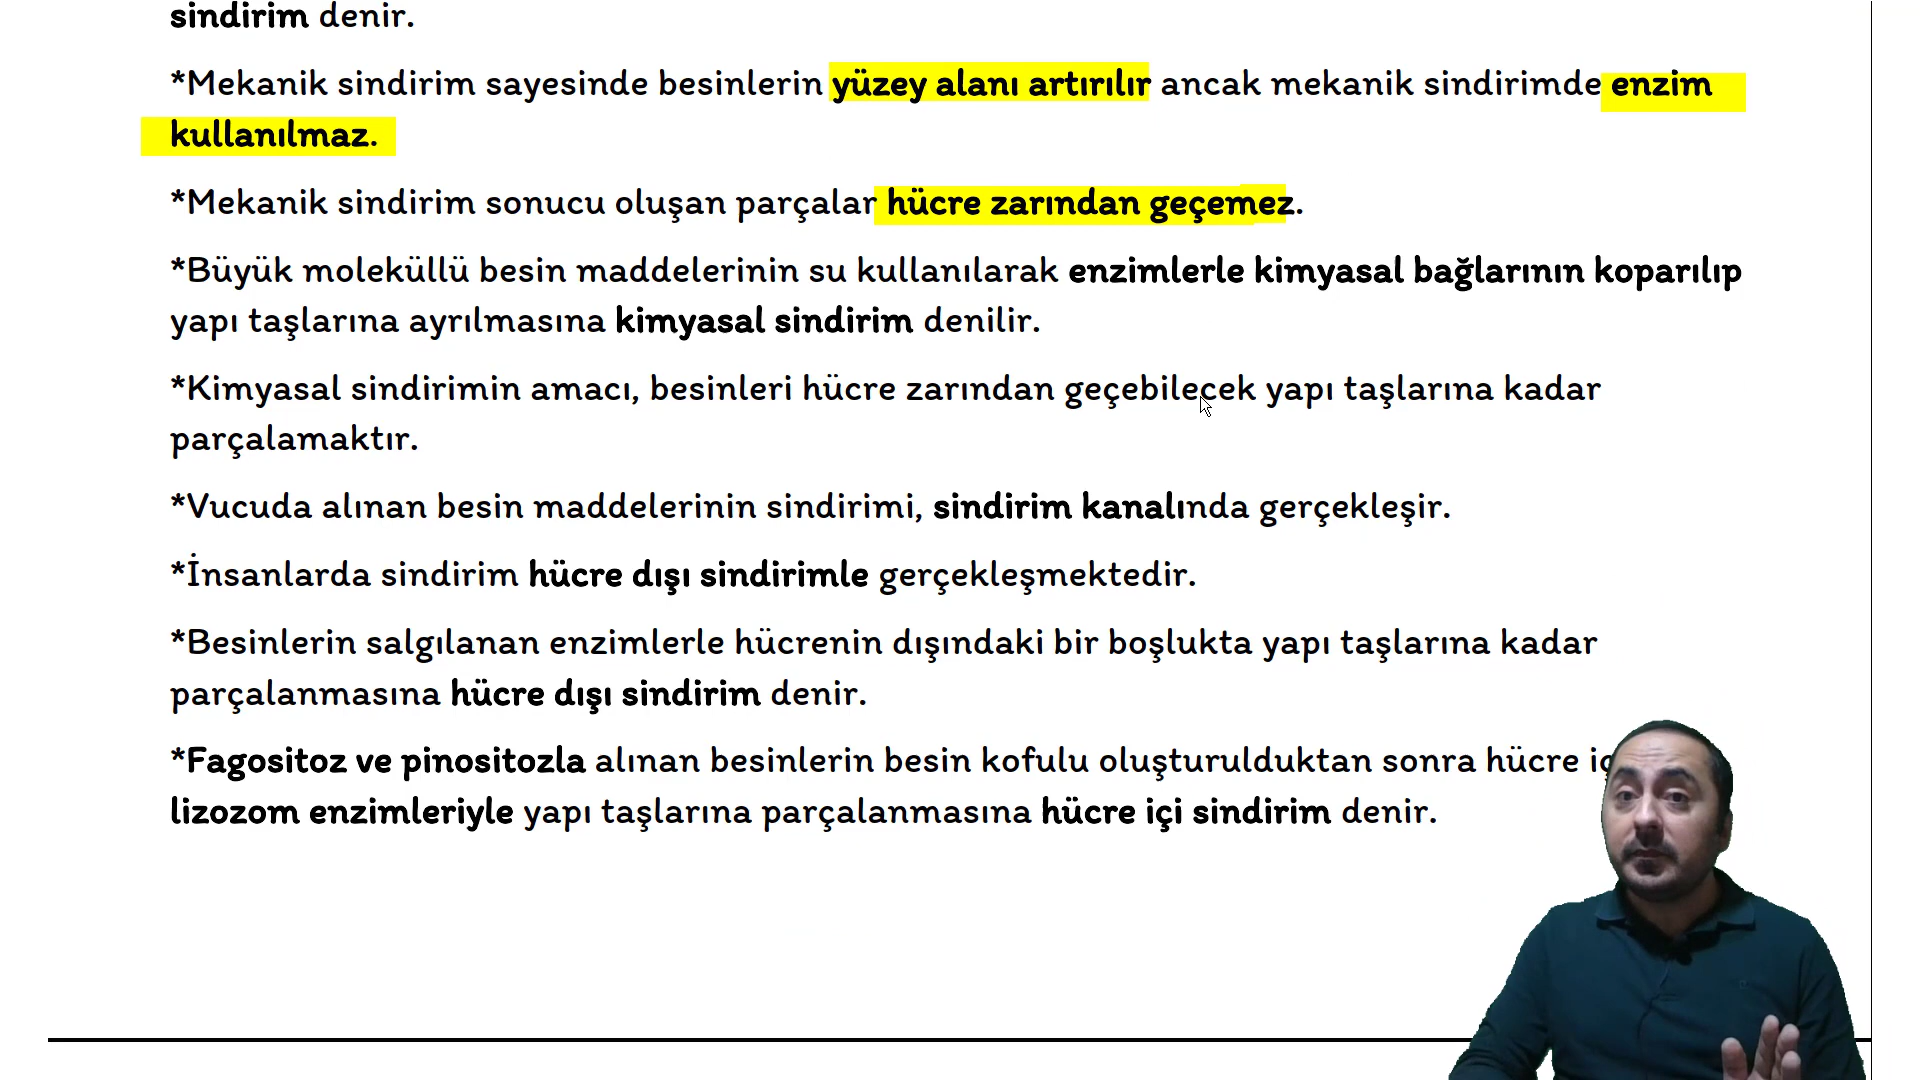 sindirim denir.
*Mekanik sindirim sayesinde besinlerin yüzey alanı artırılır ancak mekanik sindirimde enzim
kullanılmaz.
*Mekanik sindirim sonucu oluşan parçalar hücre zarından geçemez.
*Büyük moleküllü besin maddelerinin su kullanılarak enzimlerle kimyasal bağlarının koparılıp
yapı taşlarına ayrılmasına kimyasal sindirim denilir.
*Kimyasal sindirimin amacı, besinleri hücre zarından geçebilecek yapı taşlarına kadar
parçalamaktır.
*Vucuda alınan besin maddelerinin sindirimi, sindirim kanalında gerçekleşir.
*İnsanlarda sindirim hücre dışı sindirimle gerçekleşmektedir.
*Besinlerin salgılanan enzimlerle hücrenin dışındaki bir boşlukta yapı taşlarına kadar
parçalanmasına hücre dışı sindirim denir.
*Fagositoz ve pinositozla alınan besinlerin besin kofulu oluşturulduktan sonra hücre
lizozom enzimleriyle yapı taşlarına parçalanmasına hücre içi sindirim denir.